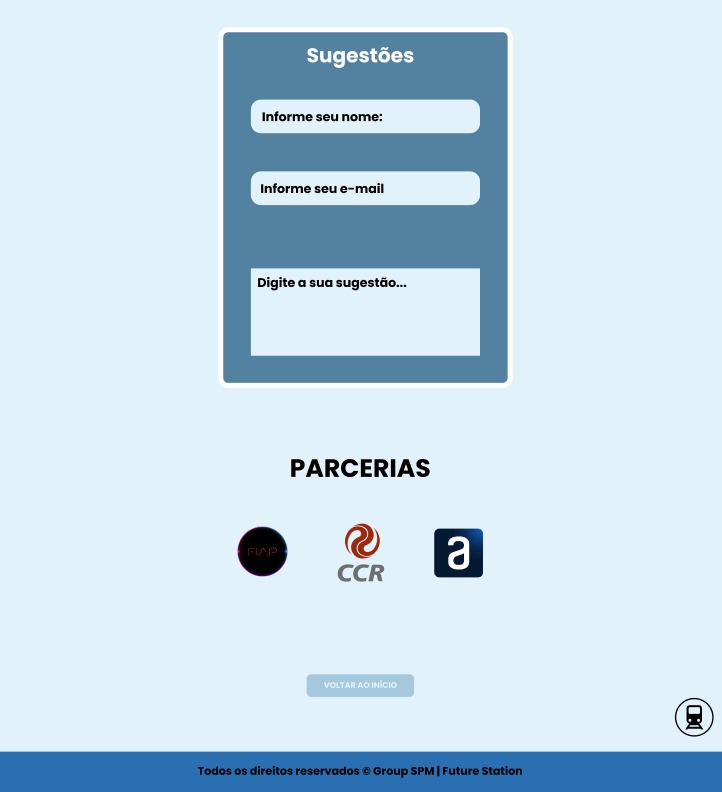 Sugestões
Informe seu nome:
Informe seu e-mail
Digite a sua sugestão...
PARCERIAS
FIAP
CCR
a
VOLTAR AO INÍCIO
Todos os direitos reservados © Group SPM | Future Station